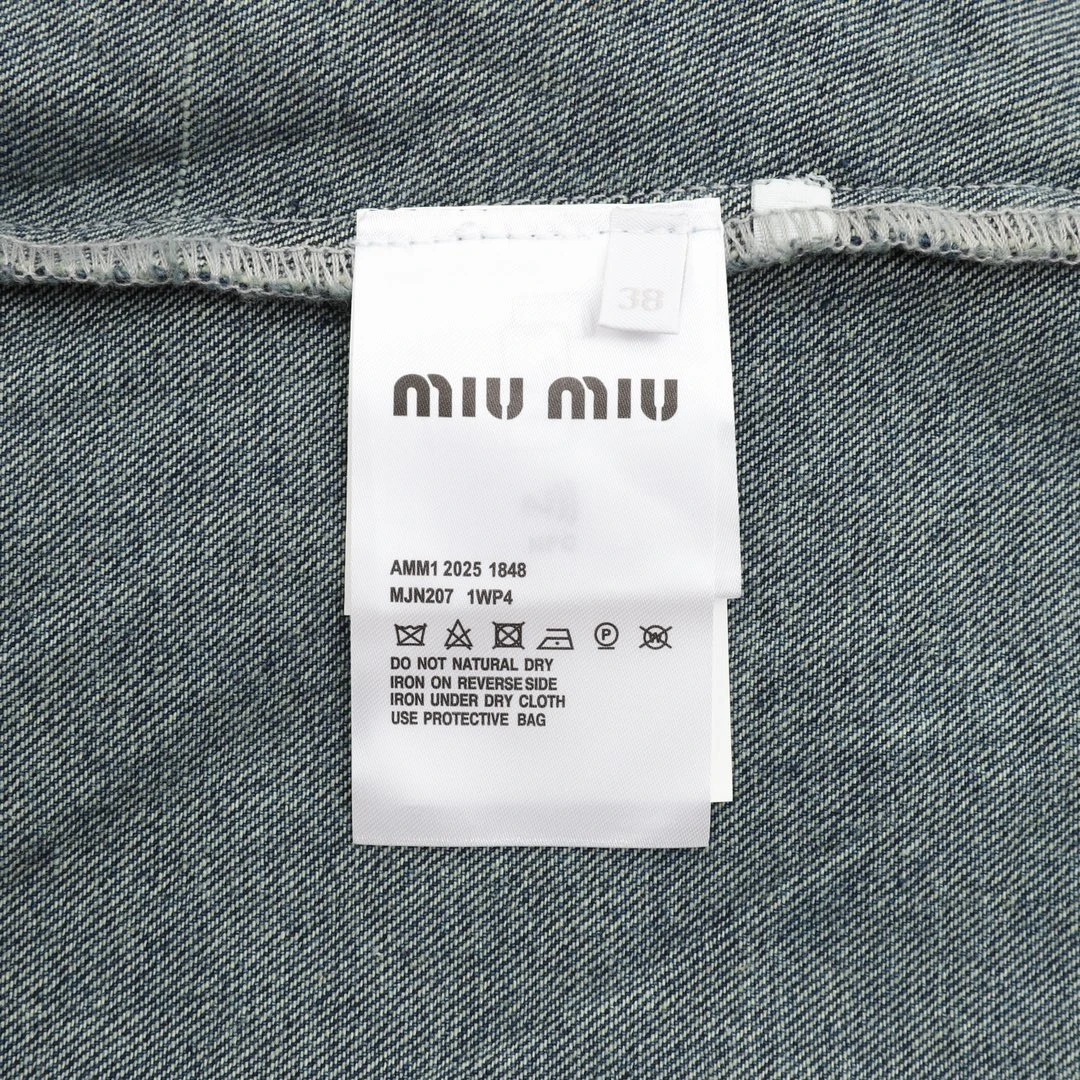 38
MIU MIU
AMM1 2025 1848
MJN207 1WP4
P
W
DO NOT NATURAL DRY
IRON ON REVERSE SIDE
IRON UNDER DRY CLOTH
USE PROTECTIVE BAG